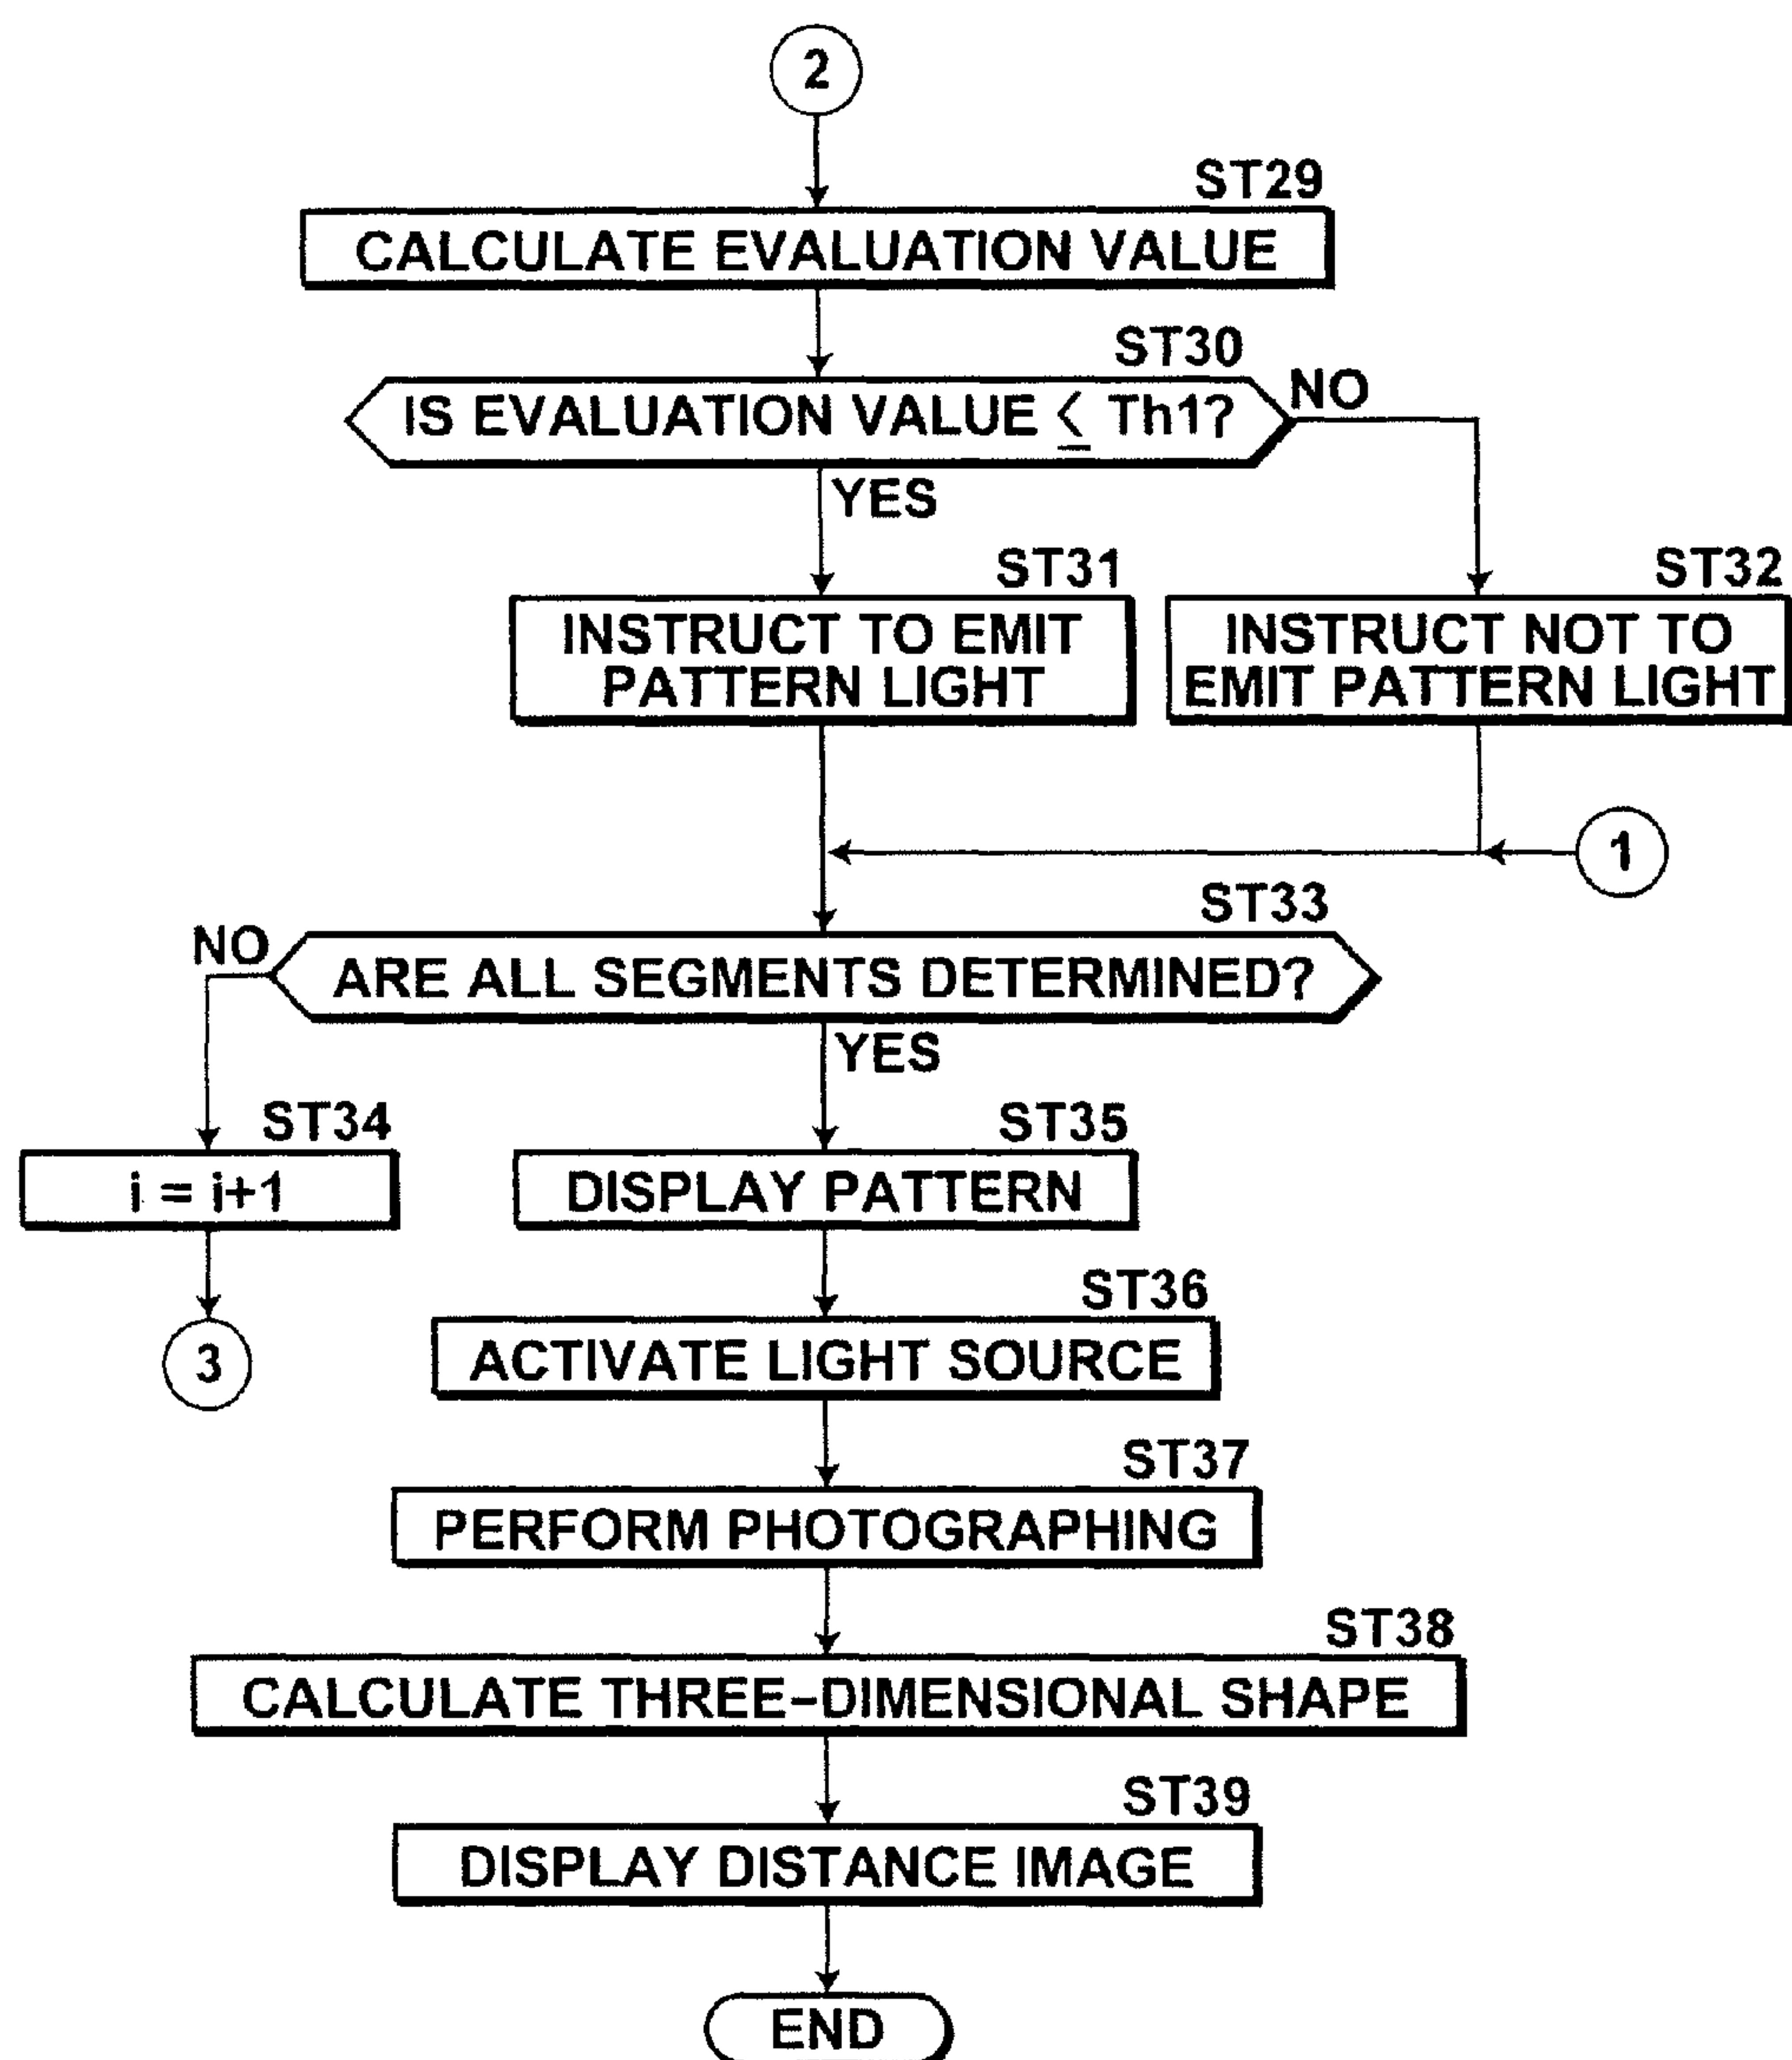 2
ST29
CALCULATE EVALUATION VALUE
ST30
IS EVALUATION VALUE ≤ Th1?
NO
YES
ST31
INSTRUCT TO EMIT
PATTERN LIGHT
ST32
INSTRUCT NOT TO
EMIT PATTERN LIGHT
1
ST33
NO
ARE ALL SEGMENTS DETERMINED?
YES
ST34
i = i+1
3
ST35
DISPLAY PATTERN
ST36
ACTIVATE LIGHT SOURCE
ST37
PERFORM PHOTOGRAPHING
ST38
CALCULATE THREE-DIMENSIONAL SHAPE
ST39
DISPLAY DISTANCE IMAGE
END